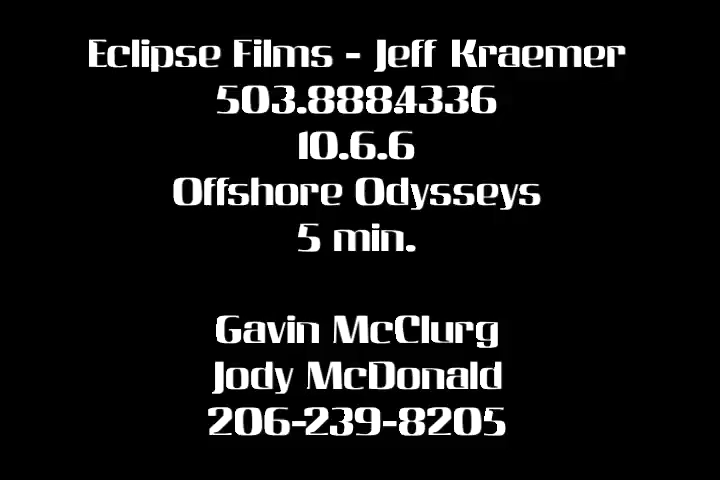 Eclipse Films - Jeff Kraemer
503.888.4336
10.6.6
Offshore Odysseys
5 min.
Gavin McClurg
Jody McDonald
206-239-8205